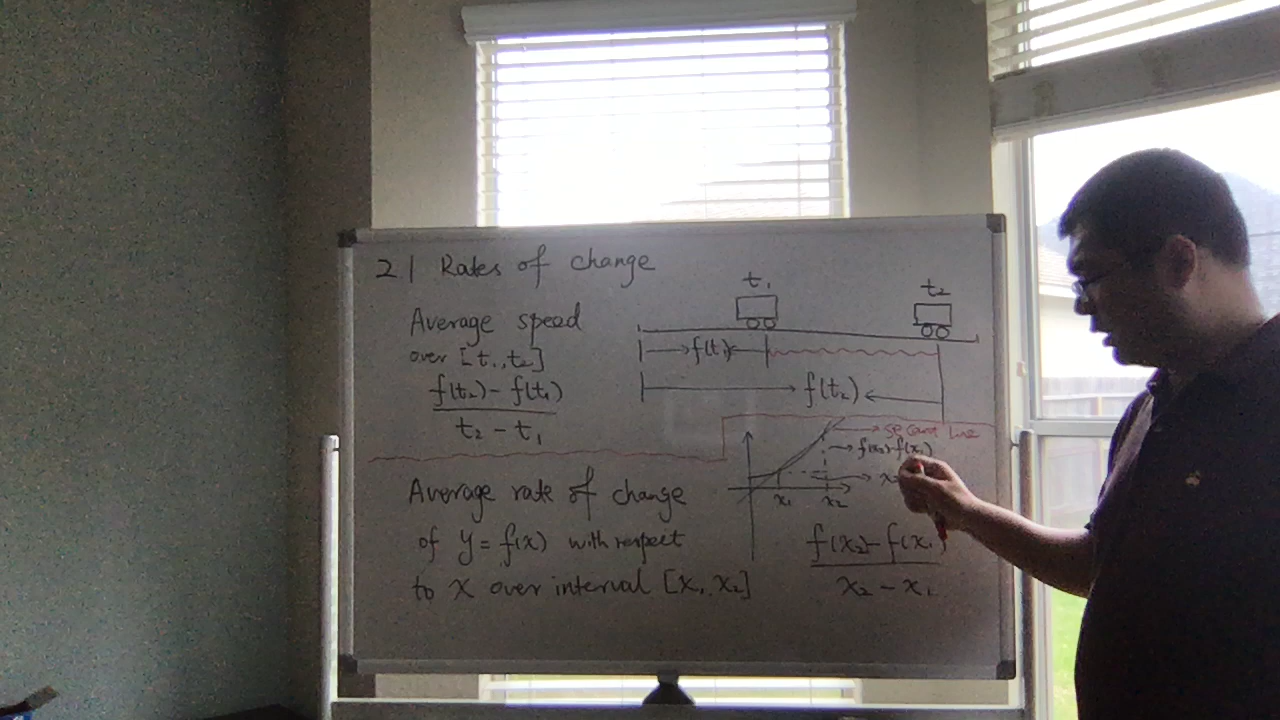 2.1 Rates of change
t₁
t₂
Average speed
over [t₁, t₂]
f(t₂) - f(t₁)
t₂ - t₁
f(t₁)
f(t₂)
secant line
f(x₂)-f(x₁)
x₁
x₂
Average rate of change
of y = f(x) with respect
to x over interval [x₁, x₂]
f(x₂) - f(x₁)
x₂ - x₁